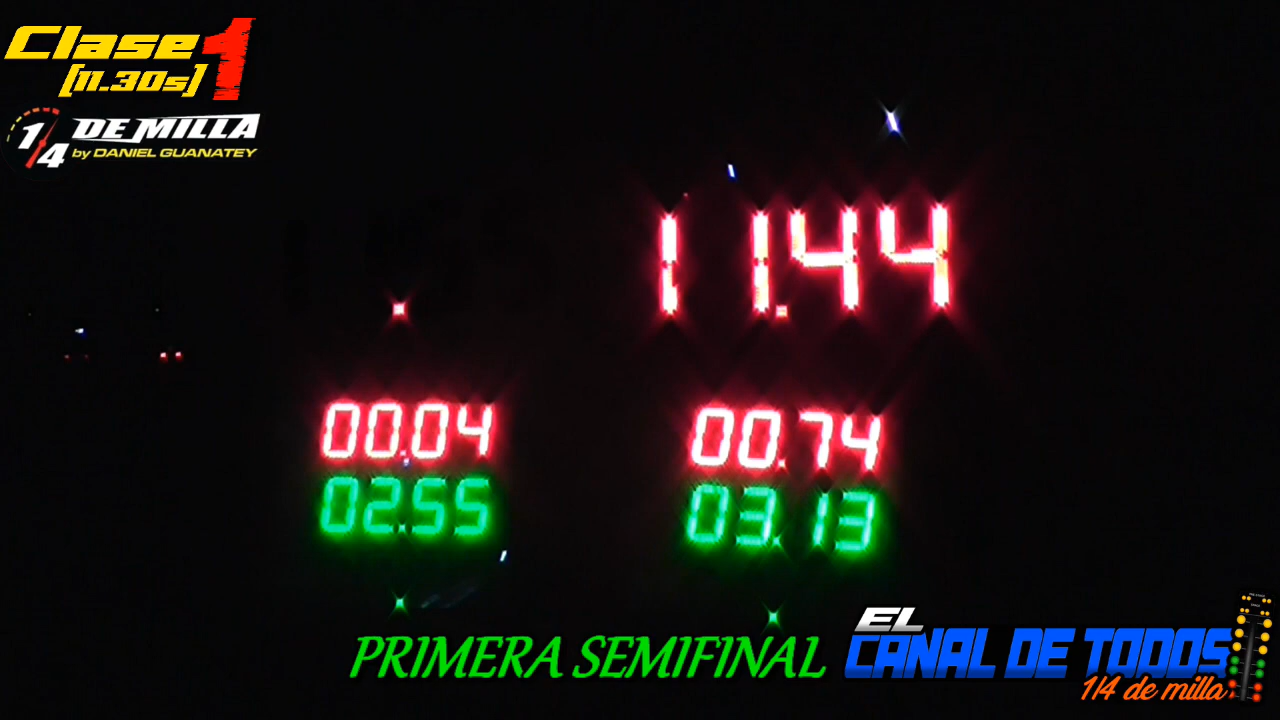 Clase 1
[11.30s]
1/4 DE MILLA
by DANIEL GUANATEY
11.44
00.04
00.74
02.55
03.13
PRIMERA SEMIFINAL
EL
CANAL DE TODOS
1/4 de milla